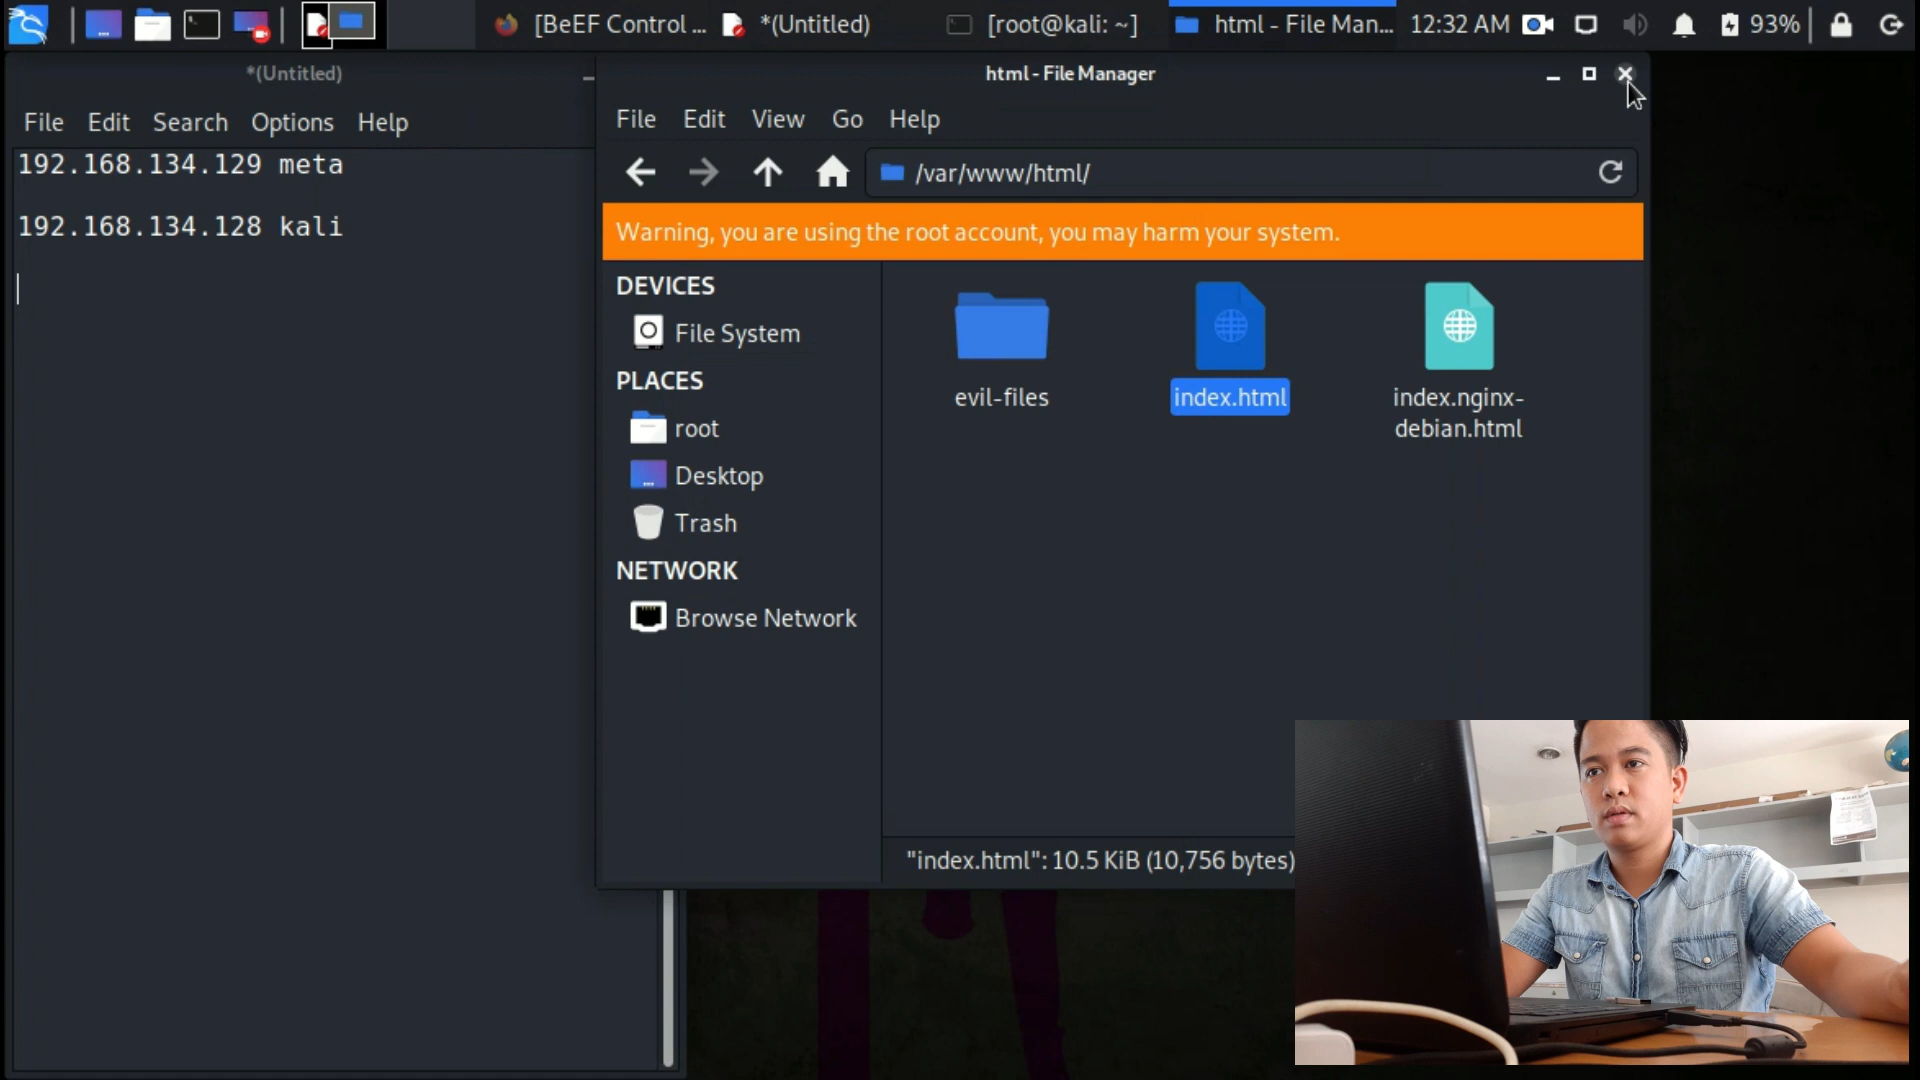 [BeEF Control ...
*(Untitled)
[root@kali: ~]
html - File Man...
12:32 AM
93%
*(Untitled)
File Edit Search Options Help
192.168.134.129 meta
192.168.134.128 kali
html - File Manager
File Edit View Go Help
/var/www/html/
Warning, you are using the root account, you may harm your system.
DEVICES
File System
PLACES
root
Desktop
Trash
NETWORK
Browse Network
evil-files
index.html
index.nginx-
debian.html
"index.html": 10.5 KiB (10,756 bytes)